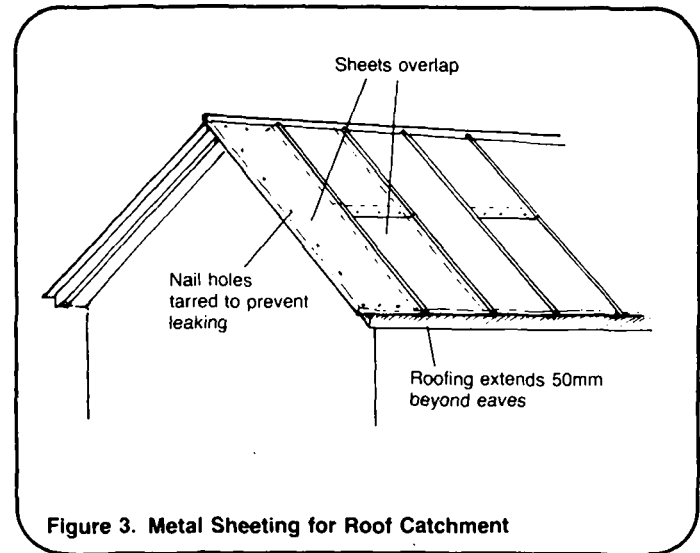 Sheets overlap
Nail holes
tarred to prevent
leaking
Roofing extends 50mm
beyond eaves
Figure 3. Metal Sheeting for Roof Catchment